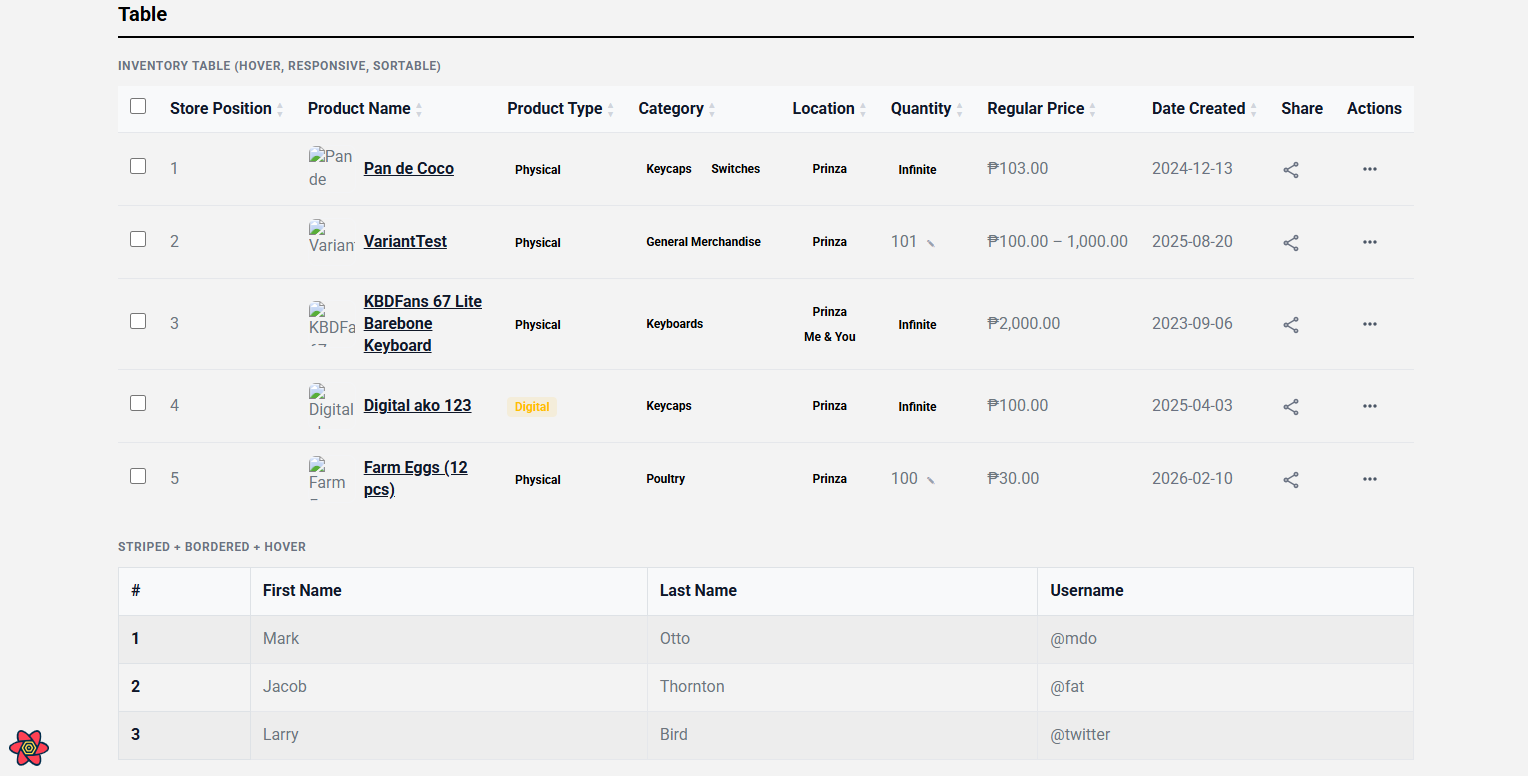 Table
INVENTORY TABLE (HOVER, RESPONSIVE, SORTABLE)
Store Position Product Name Product Type Category Location Quantity Regular Price Date Created Share Actions
1 Pan de Pan de Coco Physical Keycaps Switches Prinza Infinite ₱103.00 2024-12-13
2 Variant VariantTest Physical General Merchandise Prinza 101 ₱100.00 – 1,000.00 2025-08-20
3 KBDFa KBDFans 67 Lite Barebone Keyboard Physical Keyboards Prinza Me & You Infinite ₱2,000.00 2023-09-06
4 Digital Digital ako 123 Digital Keycaps Prinza Infinite ₱100.00 2025-04-03
5 Farm Farm Eggs (12 pcs) Physical Poultry Prinza 100 ₱30.00 2026-02-10
STRIPED + BORDERED + HOVER
# First Name Last Name Username
1 Mark Otto @mdo
2 Jacob Thornton @fat
3 Larry Bird @twitter